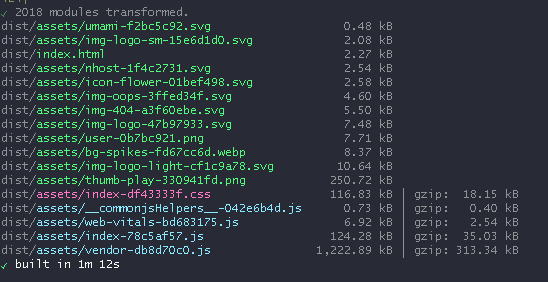 ✓ 2018 modules transformed.
dist/assets/umami-f2bc5c92.svg 0.48 kB
dist/assets/img-logo-sm-15e6d1d0.svg 2.08 kB
dist/index.html 2.27 kB
dist/assets/nhost-1f4c2731.svg 2.54 kB
dist/assets/icon-flower-01bef498.svg 2.58 kB
dist/assets/img-oops-3ffed34f.svg 4.60 kB
dist/assets/img-404-a3f60ebe.svg 5.50 kB
dist/assets/img-logo-47b97933.svg 7.48 kB
dist/assets/user-0b7bc921.png 7.71 kB
dist/assets/bg-spikes-fd67cc6d.webp 8.37 kB
dist/assets/img-logo-light-cf1c9a78.svg 10.64 kB
dist/assets/thumb-play-330941fd.png 250.72 kB
dist/assets/index-df43333f.css 116.83 kB │ gzip: 18.15 kB
dist/assets/__commonjsHelpers__-042e6b4d.js 0.73 kB │ gzip: 0.40 kB
dist/assets/web-vitals-bd683175.js 6.92 kB │ gzip: 2.54 kB
dist/assets/index-78c5af57.js 124.28 kB │ gzip: 35.03 kB
dist/assets/vendor-db8d70c0.js 1,222.89 kB │ gzip: 313.34 kB
✓ built in 1m 12s